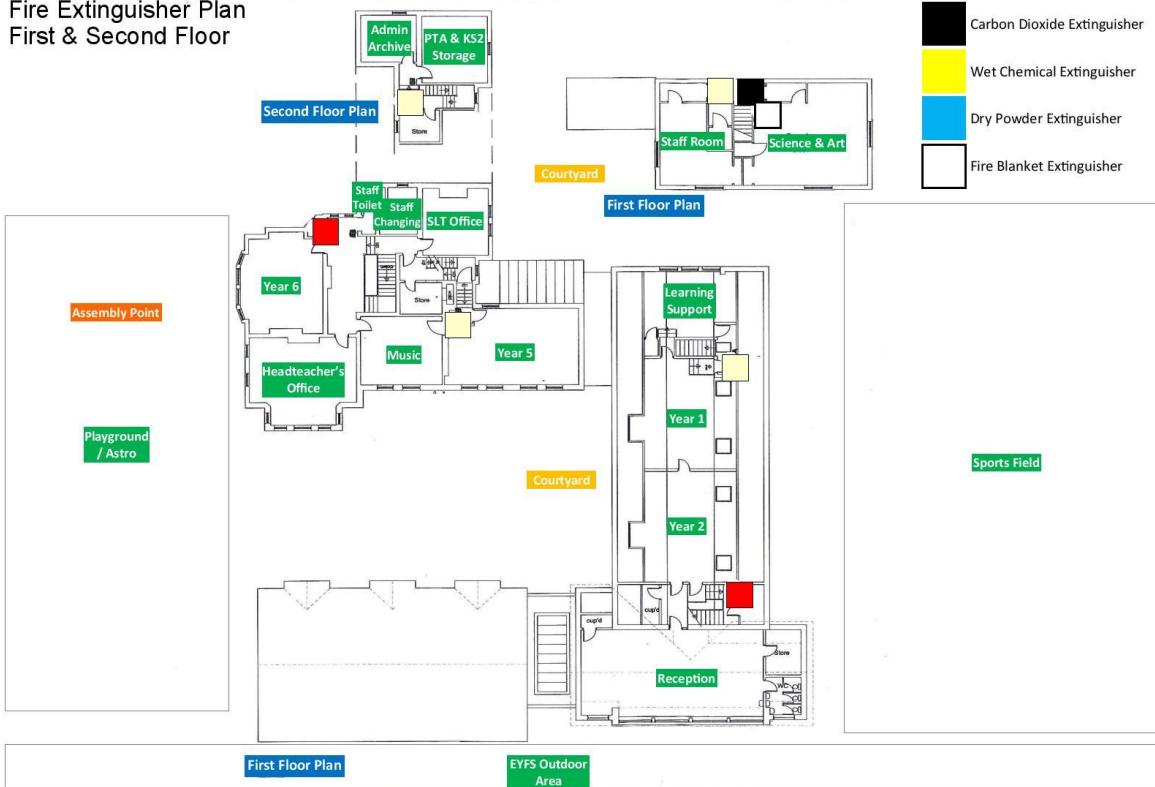 Fire Extinguisher Plan
First & Second Floor
Admin
Archive
PTA & KS2
Storage
Second Floor Plan
Store
Carbon Dioxide Extinguisher
Wet Chemical Extinguisher
Dry Powder Extinguisher
Fire Blanket Extinguisher
Staff Room
Science & Art
Courtyard
First Floor Plan
Staff
Toilet
Staff
Changing
SLT Office
Year 6
Store
Assembly Point
Learning
Support
Music
Year 5
Headteacher's
Office
Year 1
Playground
/ Astro
Courtyard
Sports Field
Year 2
cup'd
cup'd
Store
Reception
WC
First Floor Plan
EYFS Outdoor
Area